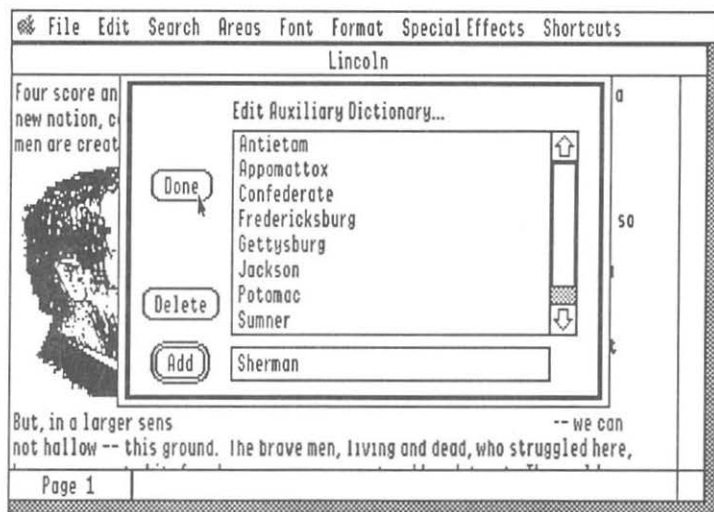 File Edit Search Areas Font Format Special Effects Shortcuts
Lincoln
Four score an a
new nation, c
men are creat
Edit Auxiliary Dictionary...
Antietam
Appomattox
Confederate
Fredericksburg
Gettysburg
Jackson
Potomac
Sumner
Done
so
Delete
Add
Sherman
But, in a larger sens -- we can
not hallow -- this ground. The brave men, living and dead, who struggled here,
Page 1